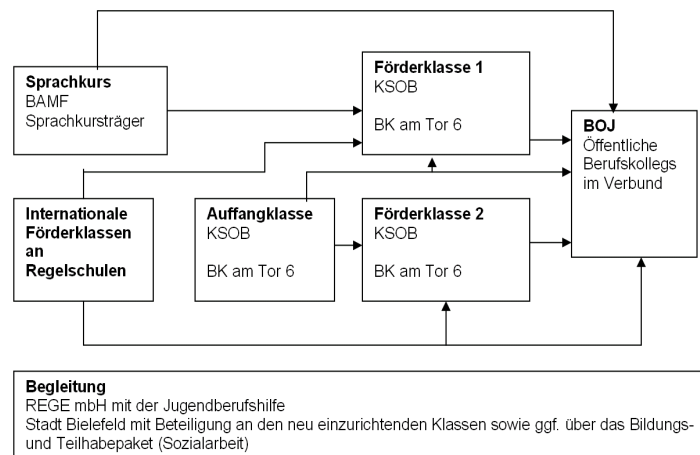 Sprachkurs
BAMF
Sprachkursträger
Förderklasse 1
KSOB
BK am Tor 6
BOJ
Öffentliche
Berufskollegs
im Verbund
Internationale
Förderklassen
an
Regelschulen
Auffangklasse
KSOB
BK am Tor 6
Förderklasse 2
KSOB
BK am Tor 6
Begleitung
REGE mbH mit der Jugendberufshilfe
Stadt Bielefeld mit Beteiligung an den neu einzurichtenden Klassen sowie ggf. über das Bildungs-
und Teilhabepaket (Sozialarbeit)